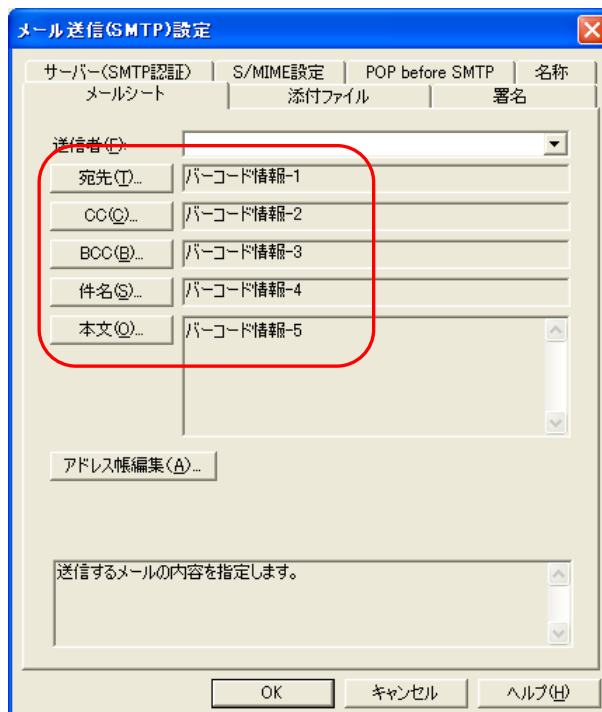 メール送信(SMTP)設定
サーバー(SMTP認証) S/MIME設定 POP before SMTP 名称
メールシート 添付ファイル 署名
送信者(F):
宛先(T)... バーコード情報-1
CC(C)... バーコード情報-2
BCC(B)... バーコード情報-3
件名(S)... バーコード情報-4
本文(O)... バーコード情報-5
アドレス帳編集(A)...
送信するメールの内容を指定します。
OK キャンセル ヘルプ(H)